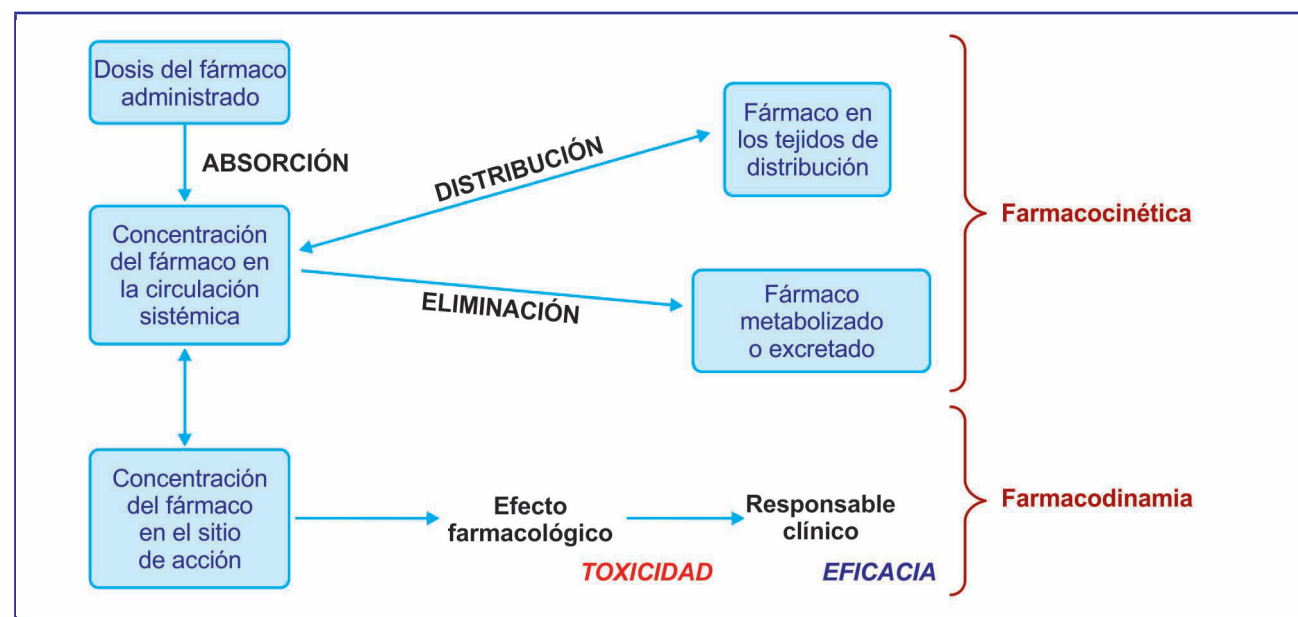 Dosis del fármaco
administrado
ABSORCIÓN
DISTRIBUCIÓN
Fármaco en
los tejidos de
distribución
Farmacocinética
Concentración
del fármaco en
la circulación
sistémica
ELIMINACIÓN
Fármaco
metabolizado
o excretado
Concentración
del fármaco
en el sitio
de acción
Efecto
farmacológico
Responsable
clínico
TOXICIDAD
EFICACIA
Farmacodinamia